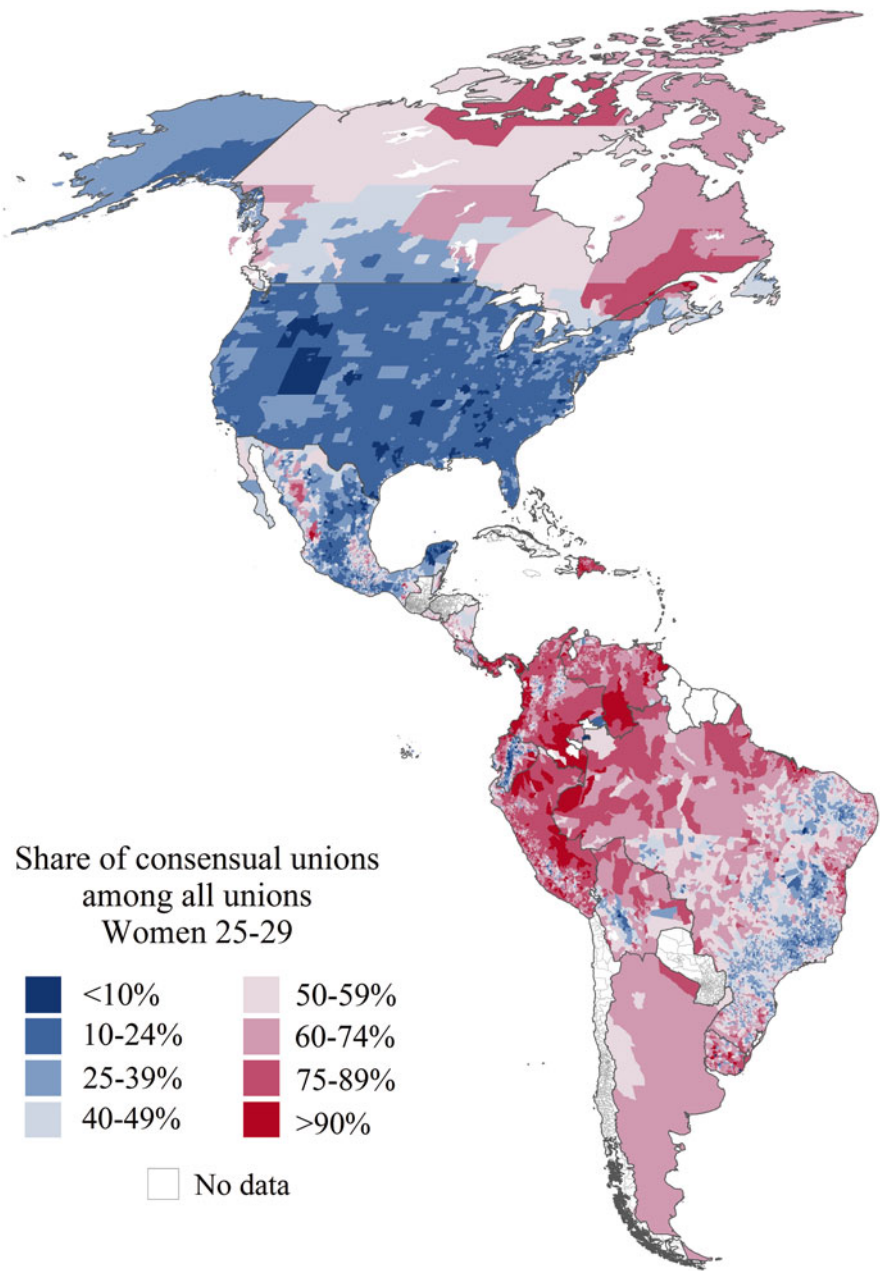 Share of consensual unions
among all unions
Women 25-29
<10%
10-24%
25-39%
40-49%
50-59%
60-74%
75-89%
>90%
No data